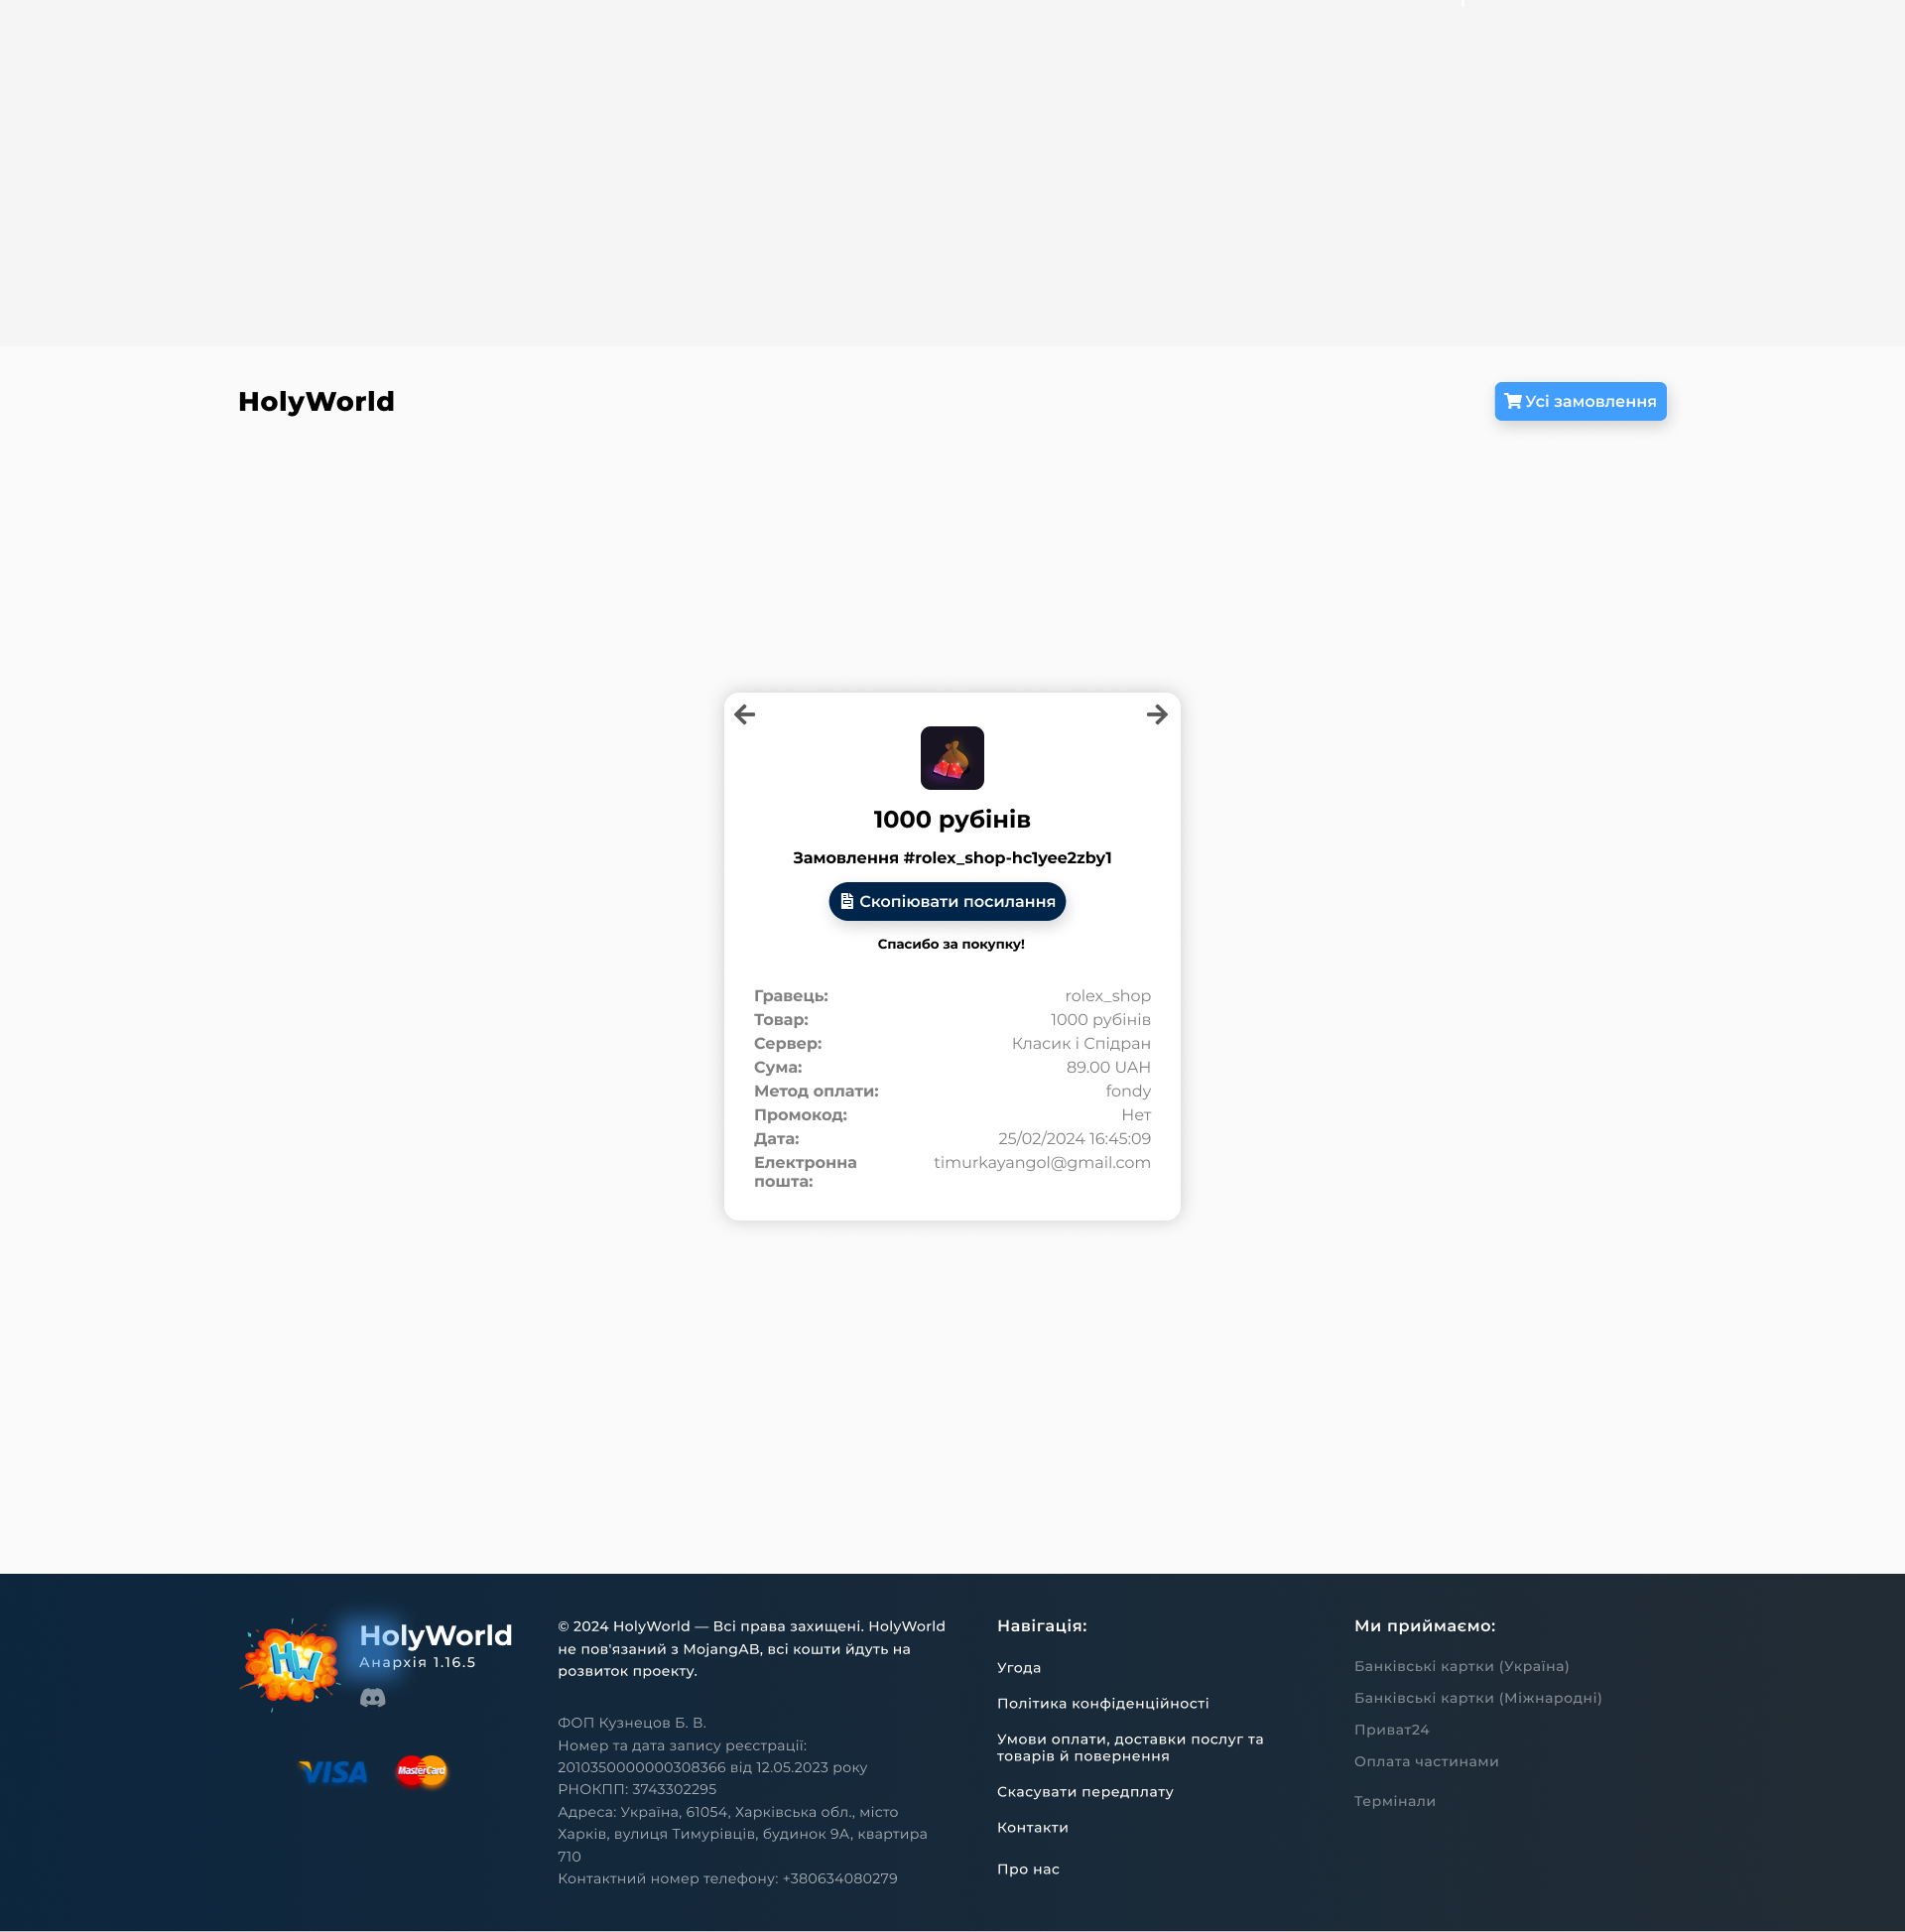 HolyWorld
Усі замовлення
1000 рубінів
Замовлення #rolex_shop-hc1yee2zby1
Скопіювати посилання
Спасибо за покупку!
Гравець: rolex_shop
Товар: 1000 рубінів
Сервер: Класик і Спідран
Сума: 89.00 UAH
Метод оплати: fondy
Промокод: Нет
Дата: 25/02/2024 16:45:09
Електронна timurkayangol@gmail.com
пошта:
HW
HolyWorld
Анархія 1.16.5
VISA MasterCard
© 2024 HolyWorld — Всі права захищені. HolyWorld
не пов'язаний з MojangAB, всі кошти йдуть на
розвиток проекту.
ФОП Кузнецов Б. В.
Номер та дата запису реєстрації:
2010350000000308366 від 12.05.2023 року
РНОКПП: 3743302295
Адреса: Україна, 61054, Харківська обл., місто
Харків, вулиця Тимурівців, будинок 9А, квартира
710
Контактний номер телефону: +380634080279
Навігація:
Угода
Політика конфіденційності
Умови оплати, доставки послуг та
товарів й повернення
Скасувати передплату
Контакти
Про нас
Ми приймаємо:
Банківські картки (Україна)
Банківські картки (Міжнародні)
Приват24
Оплата частинами
Термінали